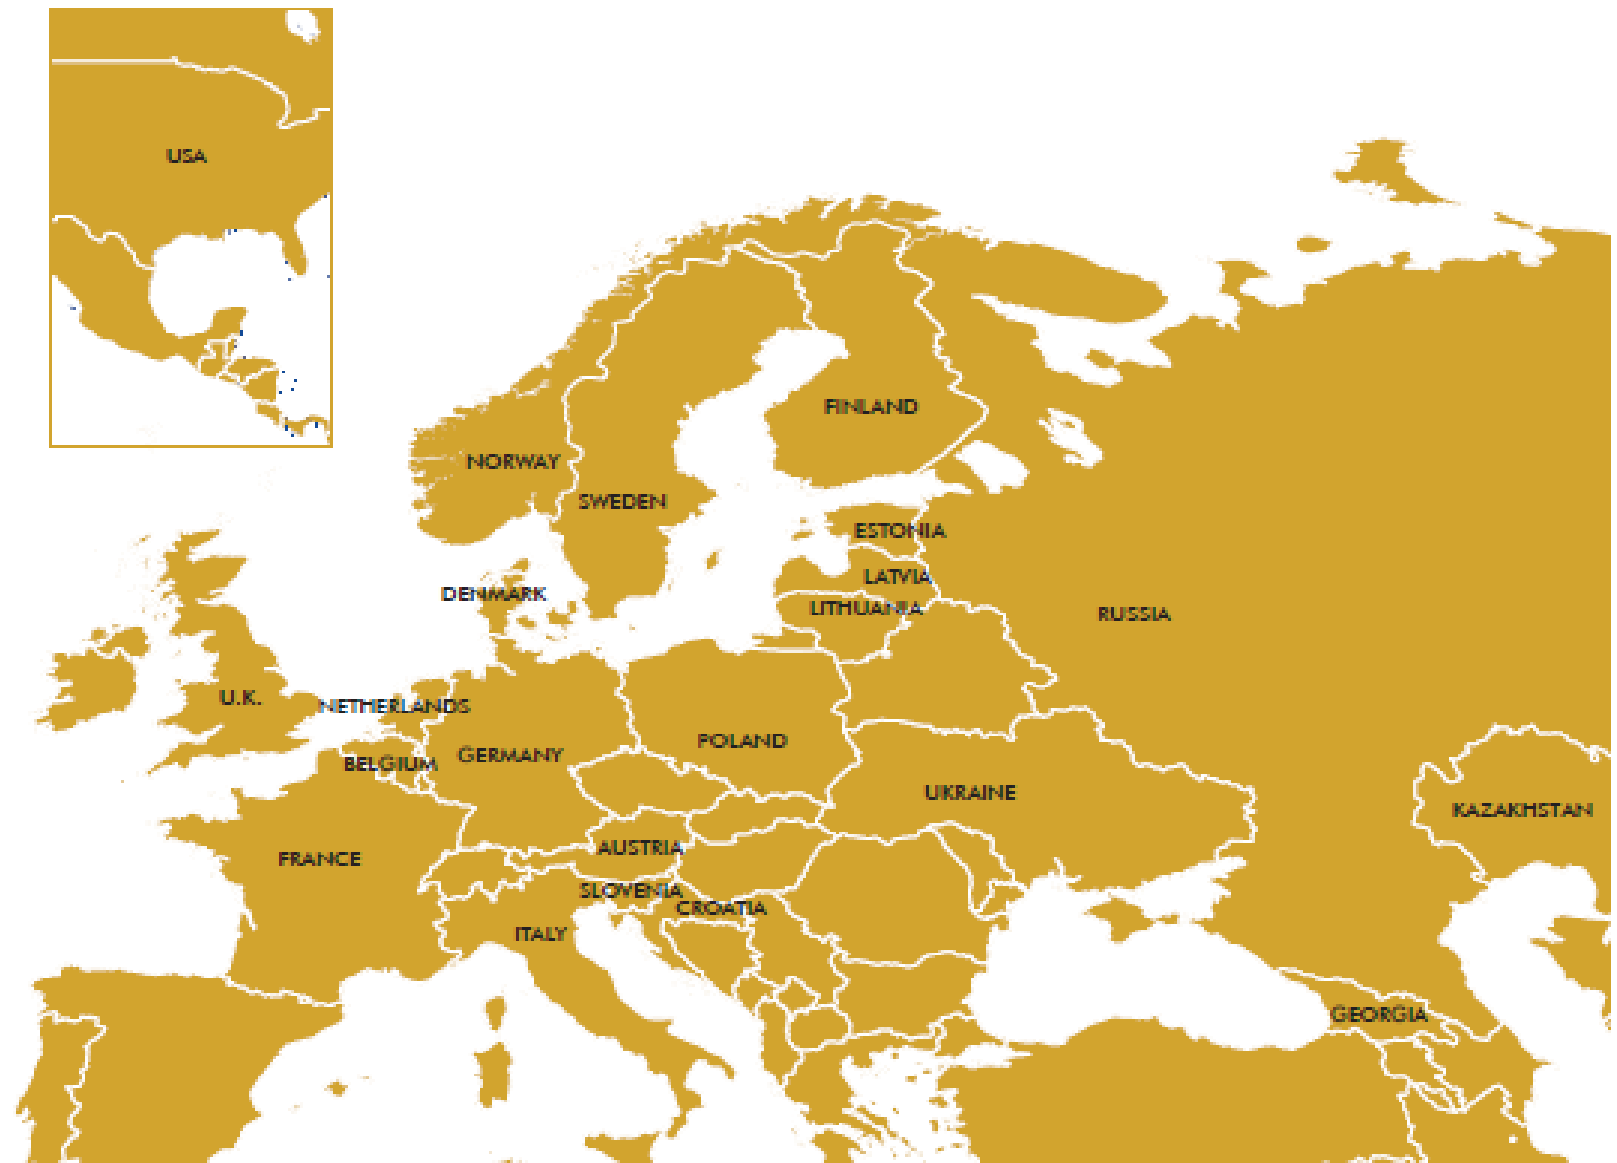 USA
FINLAND
NORWAY
SWEDEN
ESTONIA
LATVIA
DENMARK
LITHUANIA
RUSSIA
U.K.
NETHERLANDS
POLAND
GERMANY
BELGIUM
UKRAINE
KAZAKHSTAN
AUSTRIA
FRANCE
SLOVENIA
CROATIA
ITALY
GEORGIA